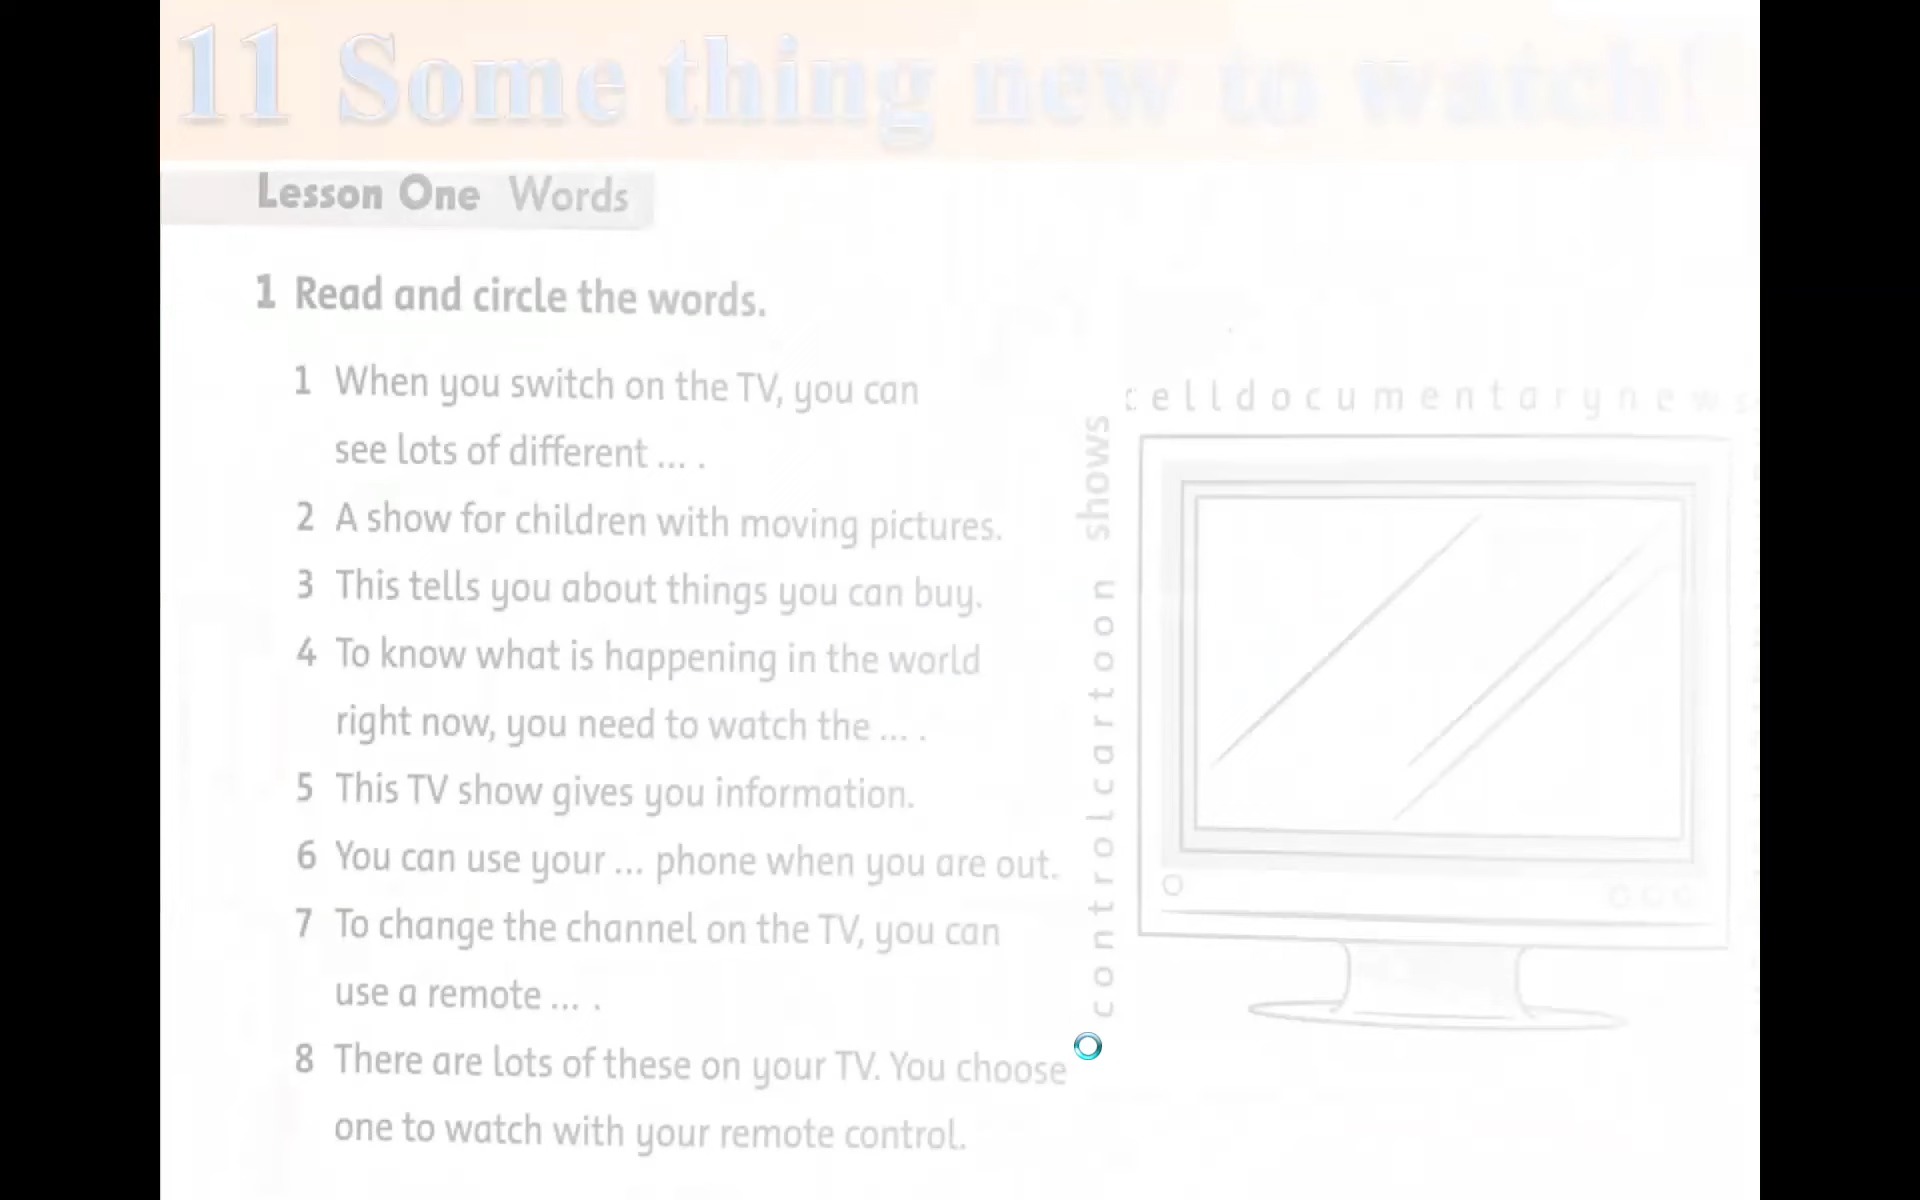 11 Some thing new to watch!
Lesson One Words
1 Read and circle the words.
1 When you switch on the TV, you can
see lots of different ... .
2 A show for children with moving pictures.
3 This tells you about things you can buy.
4 To know what is happening in the world
right now, you need to watch the ... .
5 This TV show gives you information.
6 You can use your ... phone when you are out.
7 To change the channel on the TV, you can
use a remote ... .
8 There are lots of these on your TV. You choose
one to watch with your remote control.
controlcartoon shows
celldocumentarynews